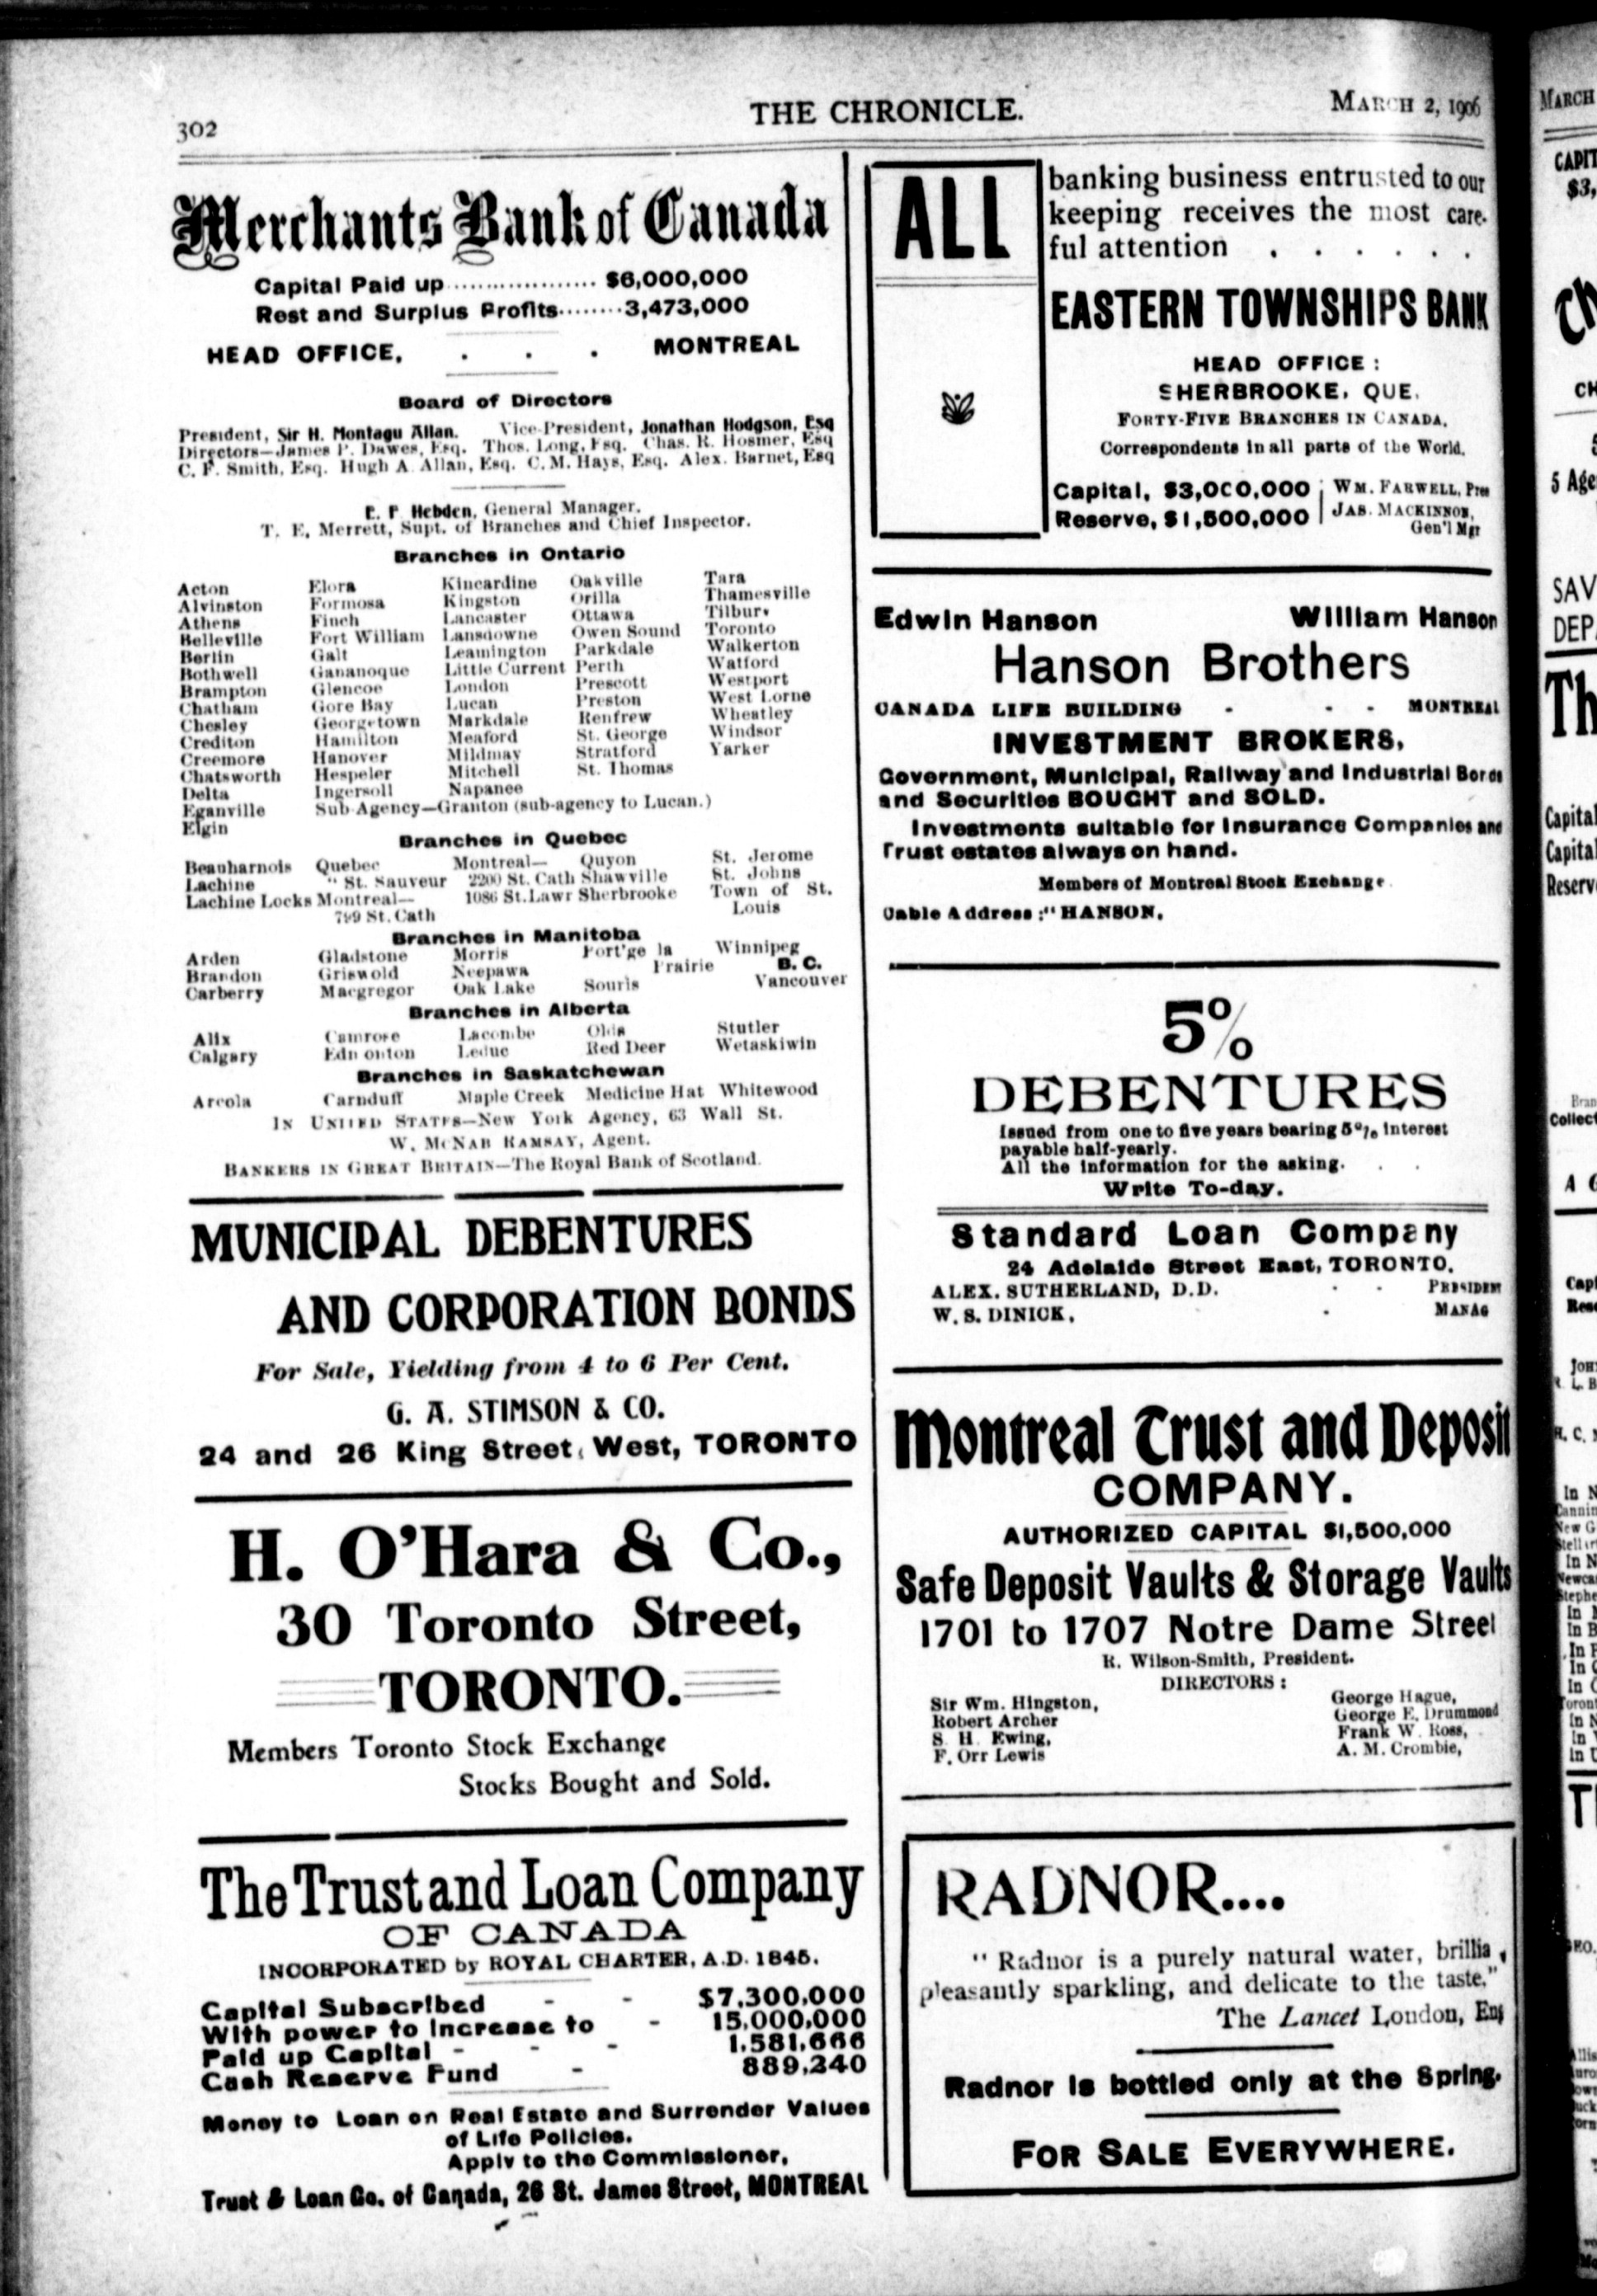 302
THE CHRONICLE.
MARCH 2, 1906
Merchants Bank of Canada
Capital Paid up .................. $6,000,000
Rest and Surplus Profits........ 3,473,000
HEAD OFFICE, . . . MONTREAL
Board of Directors
President, Sir H. Montagu Allan. Vice-President, Jonathan Hodgson, Esq
Directors—James P. Dawes, Esq. Thos. Long, Esq. Chas. R. Hosmer, Esq
C. F. Smith, Esq. Hugh A. Allan, Esq. C. M. Hays, Esq. Alex. Barnet, Esq
E. F. Hebden, General Manager.
T. E. Merrett, Supt. of Branches and Chief Inspector.
Branches in Ontario
Acton Elora Kincardine Oakville Tara
Alvinston Formosa Kingston Orilla Thamesville
Athens Finch Lancaster Ottawa Tilbury
Belleville Fort William Lansdowne Owen Sound Toronto
Berlin Galt Leamington Parkdale Walkerton
Bothwell Gananoque Little Current Perth Watford
Brampton Glencoe London Prescott Westport
Chatham Gore Bay Lucan Preston West Lorne
Chesley Georgetown Markdale Renfrew Wheatley
Crediton Hamilton Meaford St. George Windsor
Creemore Hanover Mildmay Stratford Yarker
Chatsworth Hespeler Mitchell St. Thomas
Delta Ingersoll Napanee
Eganville Sub-Agency—Granton (sub-agency to Lucan.)
Elgin
Branches in Quebec
Beauharnois Quebec Montreal— Quyon St. Jerome
Lachine " St. Sauveur 2200 St. Cath Shawville St. Johns
Lachine Locks Montreal— 1086 St. Lawr Sherbrooke Town of St.
799 St. Cath Louis
Branches in Manitoba
Arden Gladstone Morris Port'ge la Winnipeg
Brandon Griswold Neepawa Prairie B. C.
Carberry Macgregor Oak Lake Souris Vancouver
Branches in Alberta
Alix Camrose Lacombe Olds Stutler
Calgary Edmonton Leduc Red Deer Wetaskiwin
Branches in Saskatchewan
Arcola Carnduff Maple Creek Medicine Hat Whitewood
IN UNITED STATES—New York Agency, 63 Wall St.
W. McNAB RAMSAY, Agent.
BANKERS IN GREAT BRITAIN—The Royal Bank of Scotland.
MUNICIPAL DEBENTURES
AND CORPORATION BONDS
For Sale, Yielding from 4 to 6 Per Cent.
G. A. STIMSON & CO.
24 and 26 King Street, West, TORONTO
H. O'Hara & Co.,
30 Toronto Street,
TORONTO.
Members Toronto Stock Exchange
Stocks Bought and Sold.
The Trust and Loan Company
OF CANADA
INCORPORATED by ROYAL CHARTER, A.D. 1845.
Capital Subscribed - - $7,300,000
With power to increase to - 15,000,000
Paid up Capital - - - 1,581,666
Cash Reserve Fund - 889,240
Money to Loan on Real Estate and Surrender Values
of Life Policies.
Apply to the Commissioner,
Trust & Loan Co. of Canada, 26 St. James Street, MONTREAL
ALL
banking business entrusted to our
keeping receives the most care-
ful attention . . . . . .
EASTERN TOWNSHIPS BANK
HEAD OFFICE :
SHERBROOKE, QUE.
FORTY-FIVE BRANCHES IN CANADA.
Correspondents in all parts of the World.
Capital, $3,000,000 WM. FARWELL, Pres
Reserve, $1,500,000 JAS. MACKINNON,
Gen'l Mgr
Edwin Hanson William Hanson
Hanson Brothers
CANADA LIFE BUILDING - - - MONTREAL
INVESTMENT BROKERS,
Government, Municipal, Railway and Industrial Bonds
and Securities BOUGHT and SOLD.
Investments suitable for Insurance Companies and
Trust estates always on hand.
Members of Montreal Stock Exchange.
Cable Address :" HANSON.
5%
DEBENTURES
Issued from one to five years bearing 5% interest
payable half-yearly.
All the information for the asking. . .
Write To-day.
Standard Loan Company
24 Adelaide Street East, TORONTO.
ALEX. SUTHERLAND, D.D. - - PRESIDENT
W. S. DINICK, - MANAG
Montreal Trust and Deposit
COMPANY.
AUTHORIZED CAPITAL $1,500,000
Safe Deposit Vaults & Storage Vaults
1701 to 1707 Notre Dame Street
R. Wilson-Smith, President.
DIRECTORS :
Sir Wm. Hingston, George Hague,
Robert Archer George E. Drummond
S. H. Ewing, Frank W. Ross,
F. Orr Lewis A. M. Crombie,
RADNOR....
" Radnor is a purely natural water, brillia ,
pleasantly sparkling, and delicate to the taste."
The Lancet London, Eng
Radnor is bottled only at the Spring.
FOR SALE EVERYWHERE.
MARCH
CAPIT
$3,
CH
5 Age
SAV
DEP
Th
Capital
Capital
Reserv
Bran
Collect
Capi